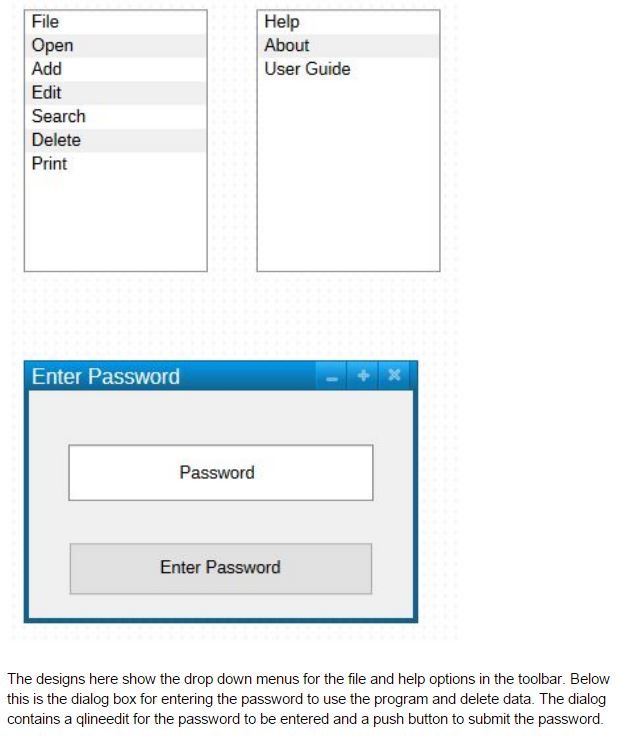 File
Open
Add
Edit
Search
Delete
Print
Help
About
User Guide
Enter Password
Password
Enter Password
The designs here show the drop down menus for the file and help options in the toolbar. Below
this is the dialog box for entering the password to use the program and delete data. The dialog
contains a qlineedit for the password to be entered and a push button to submit the password.